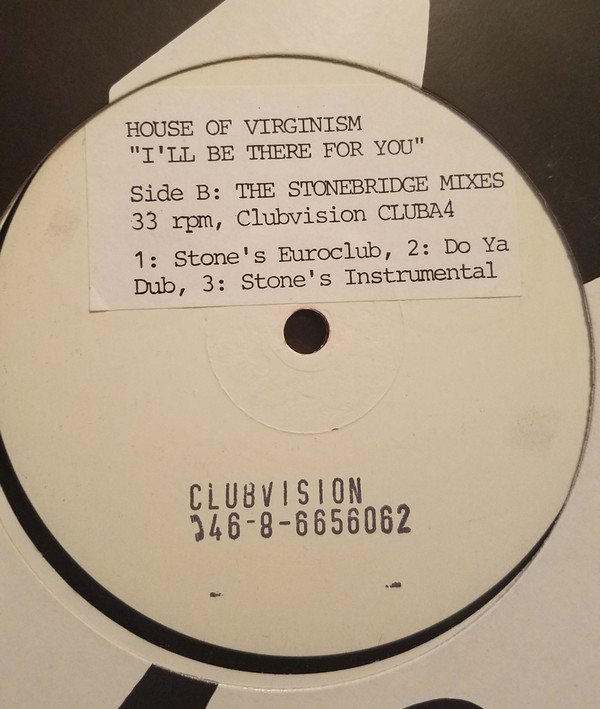 HOUSE OF VIRGINISM
"I'LL BE THERE FOR YOU"
Side B: THE STONEBRIDGE MIXES
33 rpm, Clubvision CLUBA4
1: Stone's Euroclub, 2: Do Ya
Dub, 3: Stone's Instrumental
CLUBVISION
046-8-6656062